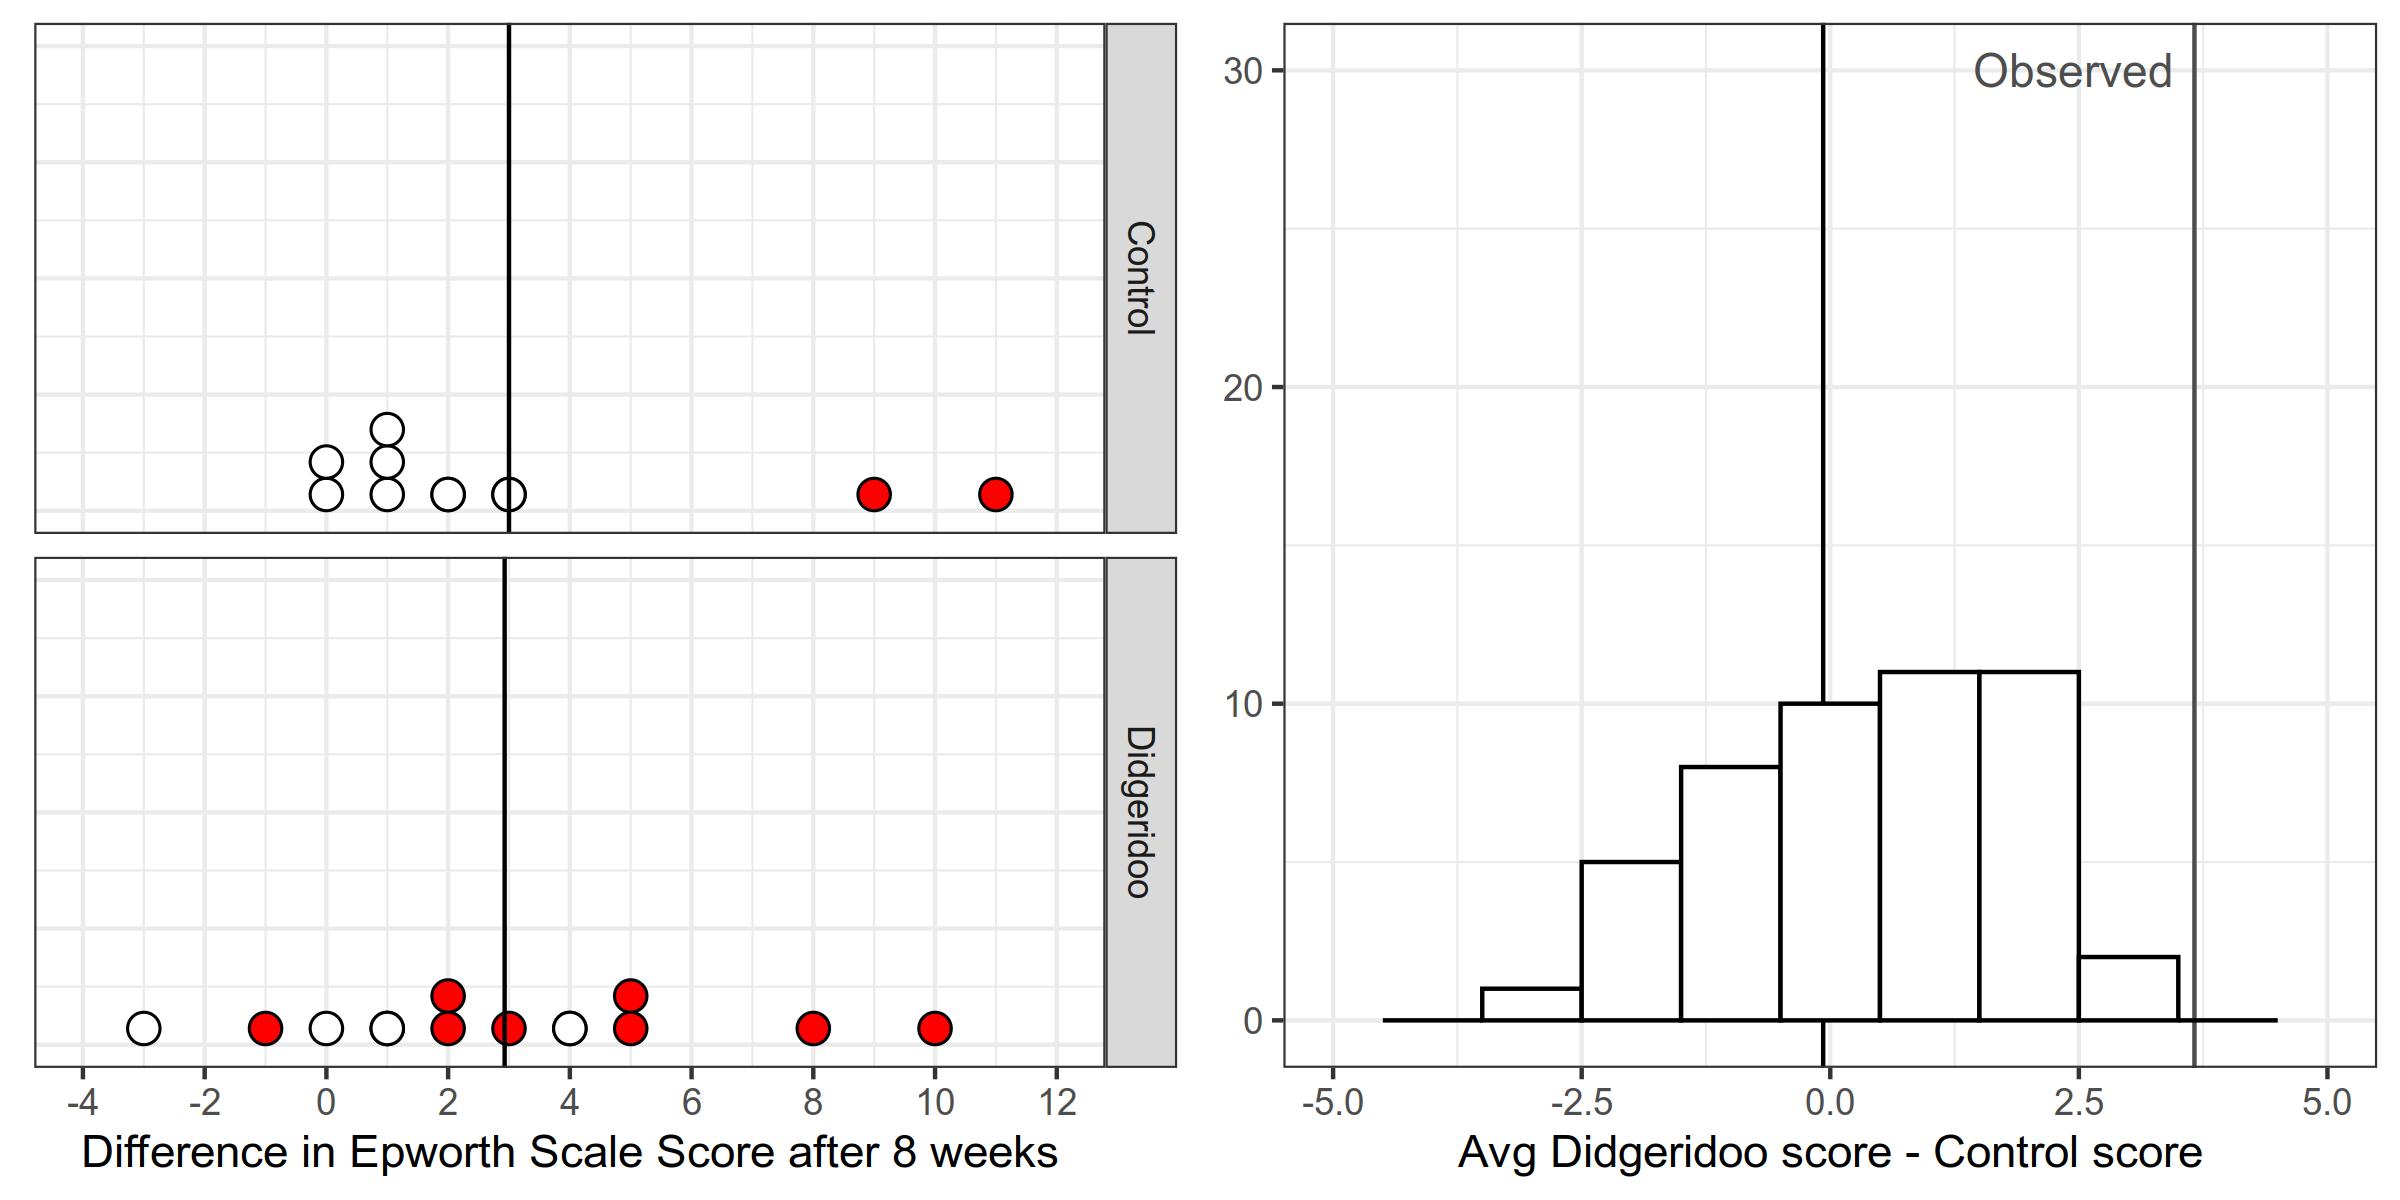 Control
Didgeridoo
-4 -2 0 2 4 6 8 10 12
Difference in Epworth Scale Score after 8 weeks
Observed
30
20
10
0
-5.0 -2.5 0.0 2.5 5.0
Avg Didgeridoo score - Control score